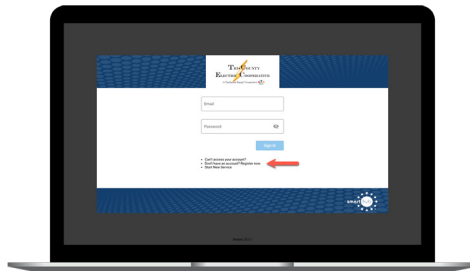 Tri-County
Electric Cooperative
Email
Password
Sign In
Can't access your account?
Don't have an account? Register now.
Start New Service
smart